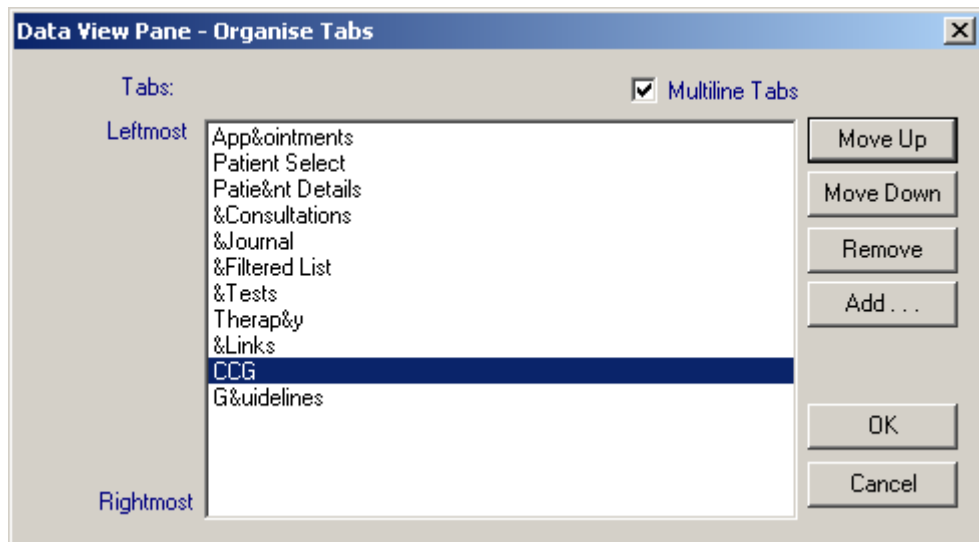 Data View Pane - Organise Tabs
Tabs:
Multiline Tabs
Leftmost
App&ointments
Patient Select
Patie&nt Details
&Consultations
&Journal
&Filtered List
&Tests
Therap&y
&Links
CCG
G&uidelines
Rightmost
Move Up
Move Down
Remove
Add . . .
OK
Cancel